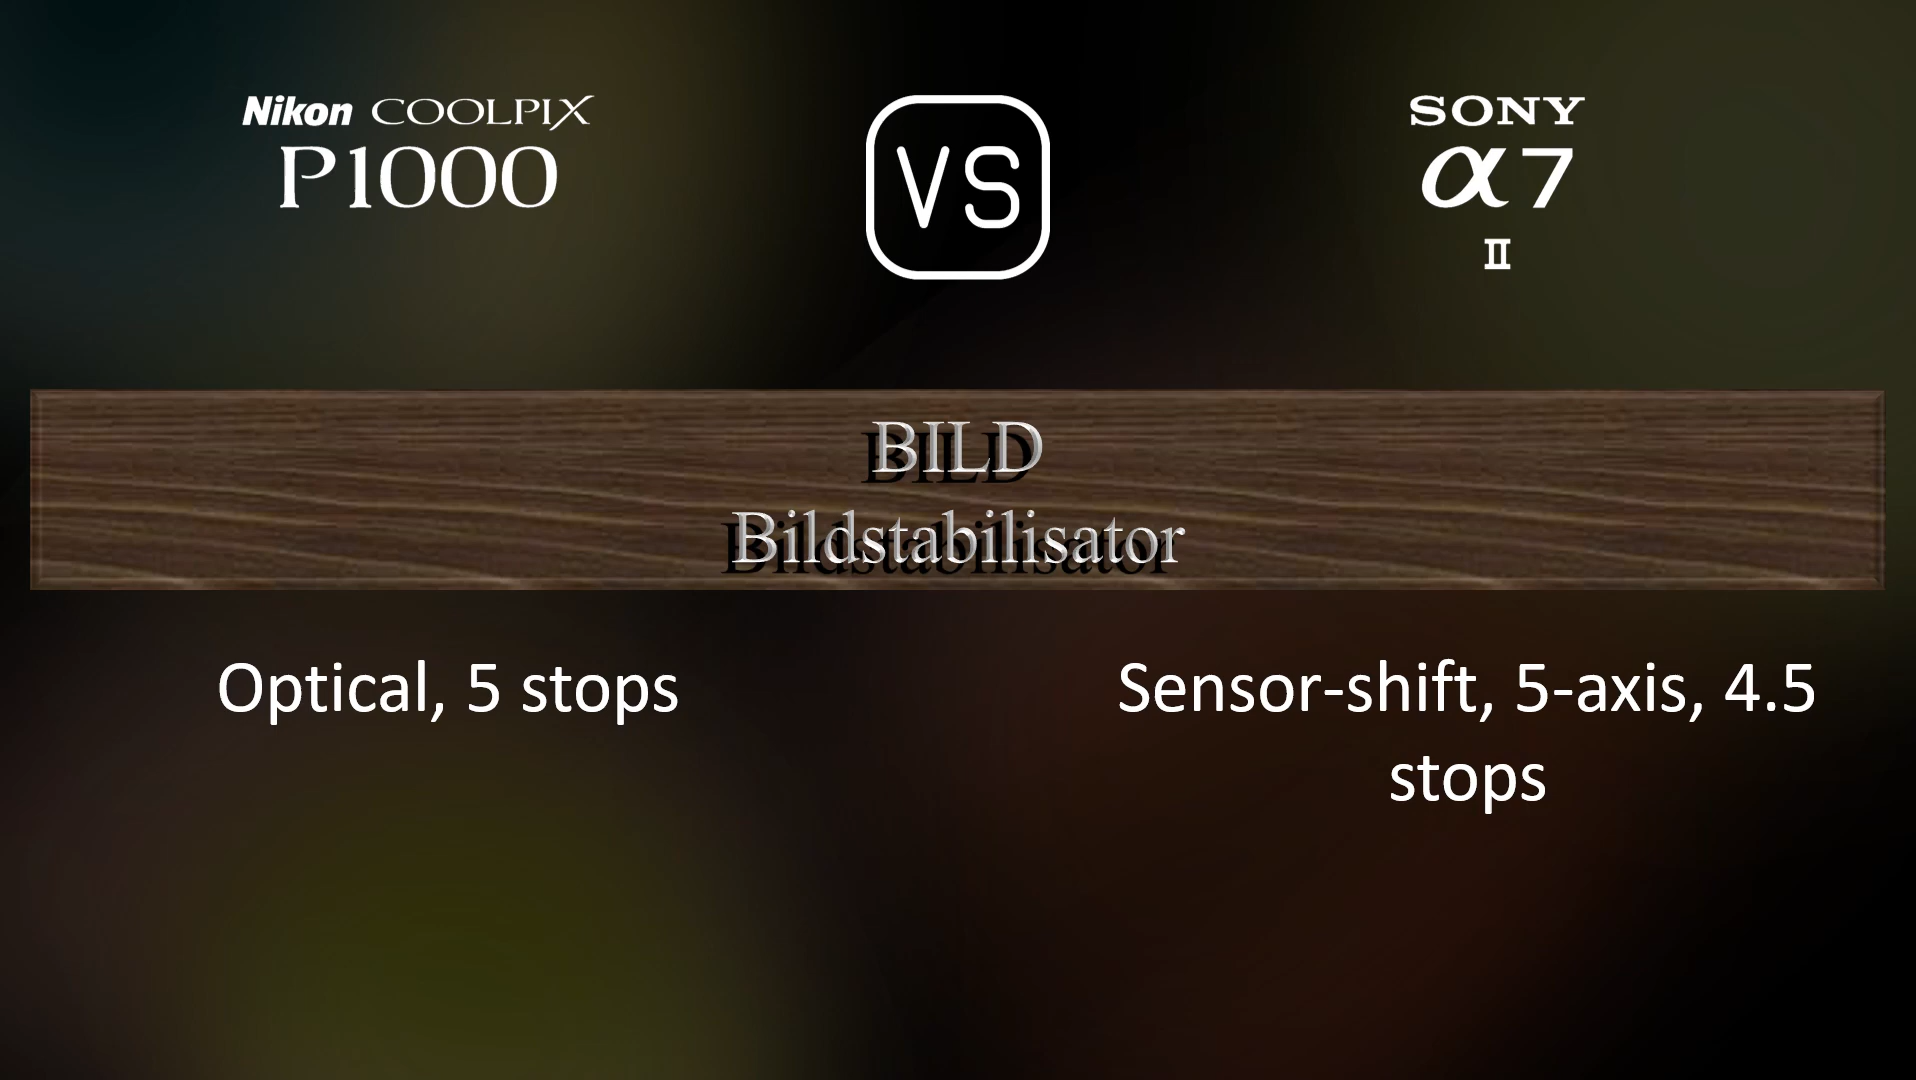 Nikon COOLPIX
P1000
VS
SONY
α7
II
BILD
Bildstabilisator
Optical, 5 stops
Sensor-shift, 5-axis, 4.5
stops